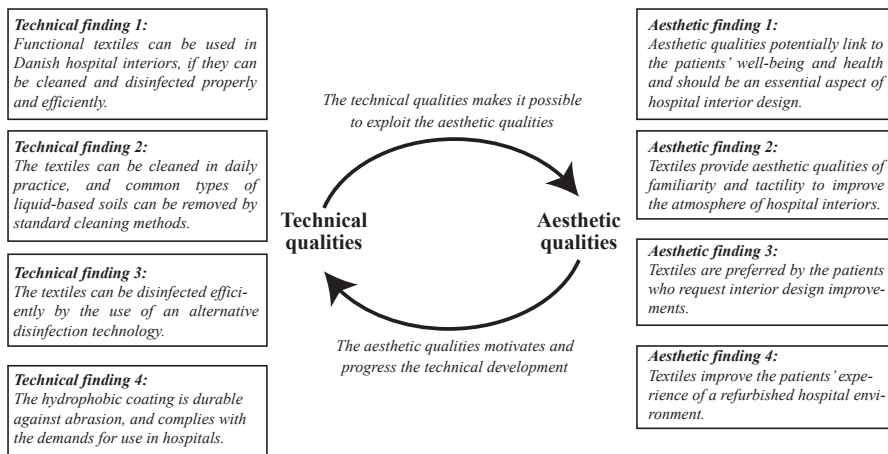 Technical finding 1:
Functional textiles can be used in
Danish hospital interiors, if they can
be cleaned and disinfected properly
and efficiently.
Technical finding 2:
The textiles can be cleaned in daily
practice, and common types of
liquid-based soils can be removed by
standard cleaning methods.
Technical finding 3:
The textiles can be disinfected effici-
ently by the use of an alternative
disinfection technology.
Technical finding 4:
The hydrophobic coating is durable
against abrasion, and complies with
the demands for use in hospitals.
The technical qualities makes it possible
to exploit the aesthetic qualities
Technical
qualities
Aesthetic
qualities
The aesthetic qualities motivates and
progress the technical development
Aesthetic finding 1:
Aesthetic qualities potentially link to
the patients' well-being and health
and should be an essential aspect of
hospital interior design.
Aesthetic finding 2:
Textiles provide aesthetic qualities of
familiarity and tactility to improve
the atmosphere of hospital interiors.
Aesthetic finding 3:
Textiles are preferred by the patients
who request interior design improve-
ments.
Aesthetic finding 4:
Textiles improve the patients' expe-
rience of a refurbished hospital envi-
ronment.